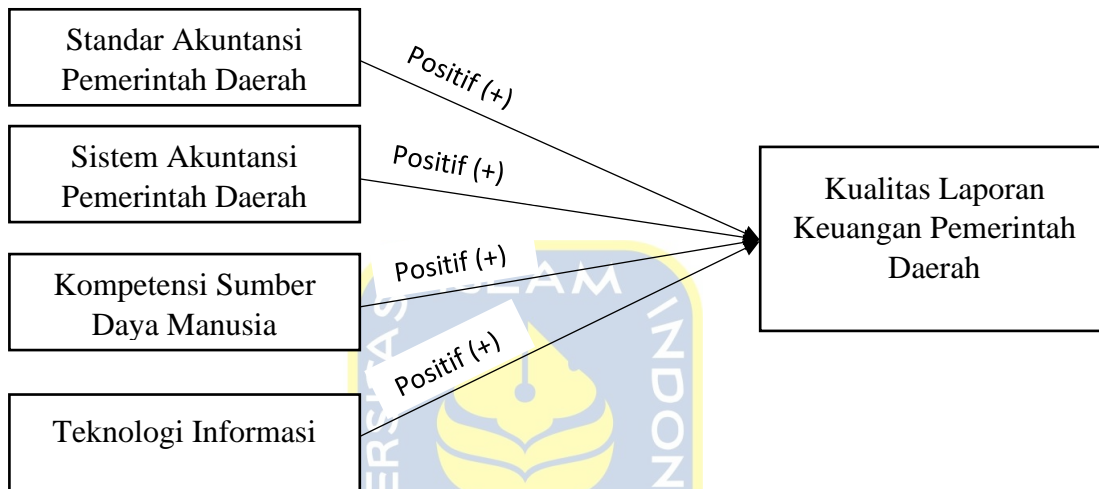 Standar Akuntansi
Pemerintah Daerah
Positif (+)
Sistem Akuntansi
Pemerintah Daerah
Positif (+)
Kualitas Laporan
Keuangan Pemerintah
Daerah
Kompetensi Sumber
Daya Manusia
Positif (+)
Teknologi Informasi
Positif (+)